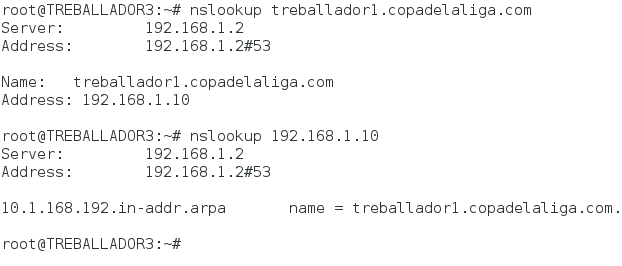 root@TREBALLADOR3:~# nslookup treballador1.copadelaliga.com
Server:         192.168.1.2
Address:        192.168.1.2#53

Name:   treballador1.copadelaliga.com
Address: 192.168.1.10

root@TREBALLADOR3:~# nslookup 192.168.1.10
Server:         192.168.1.2
Address:        192.168.1.2#53

10.1.168.192.in-addr.arpa       name = treballador1.copadelaliga.com.

root@TREBALLADOR3:~#